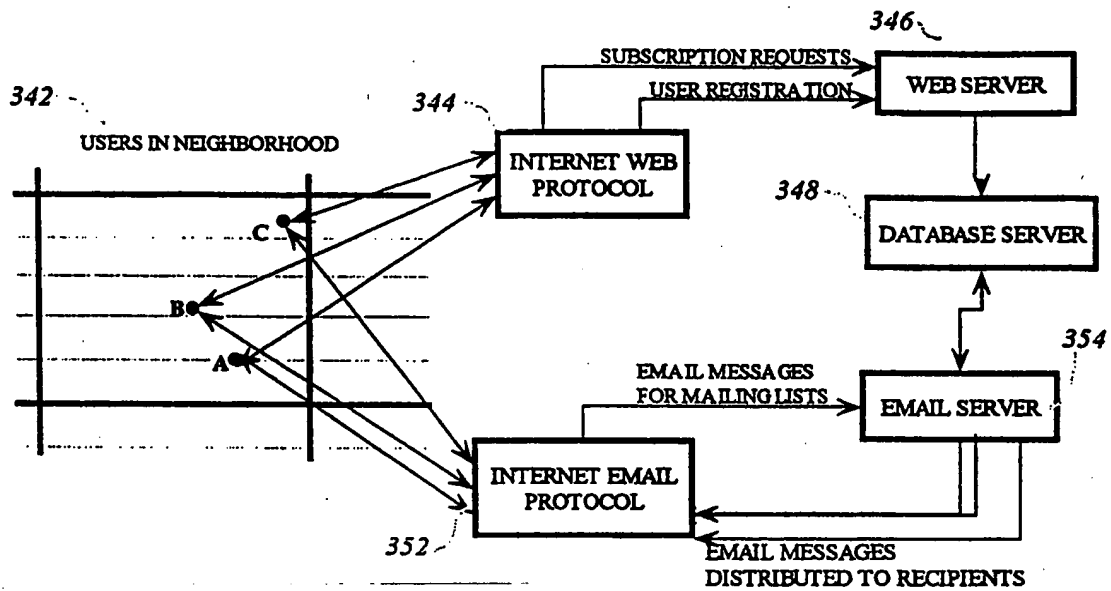 346
SUBSCRIPTION REQUESTS
WEB SERVER
USER REGISTRATION
342
344
USERS IN NEIGHBORHOOD
INTERNET WEB
PROTOCOL
348
C
DATABASE SERVER
B
A
354
EMAIL MESSAGES
FOR MAILING LISTS
EMAIL SERVER
INTERNET EMAIL
PROTOCOL
352
EMAIL MESSAGES
DISTRIBUTED TO RECIPIENTS